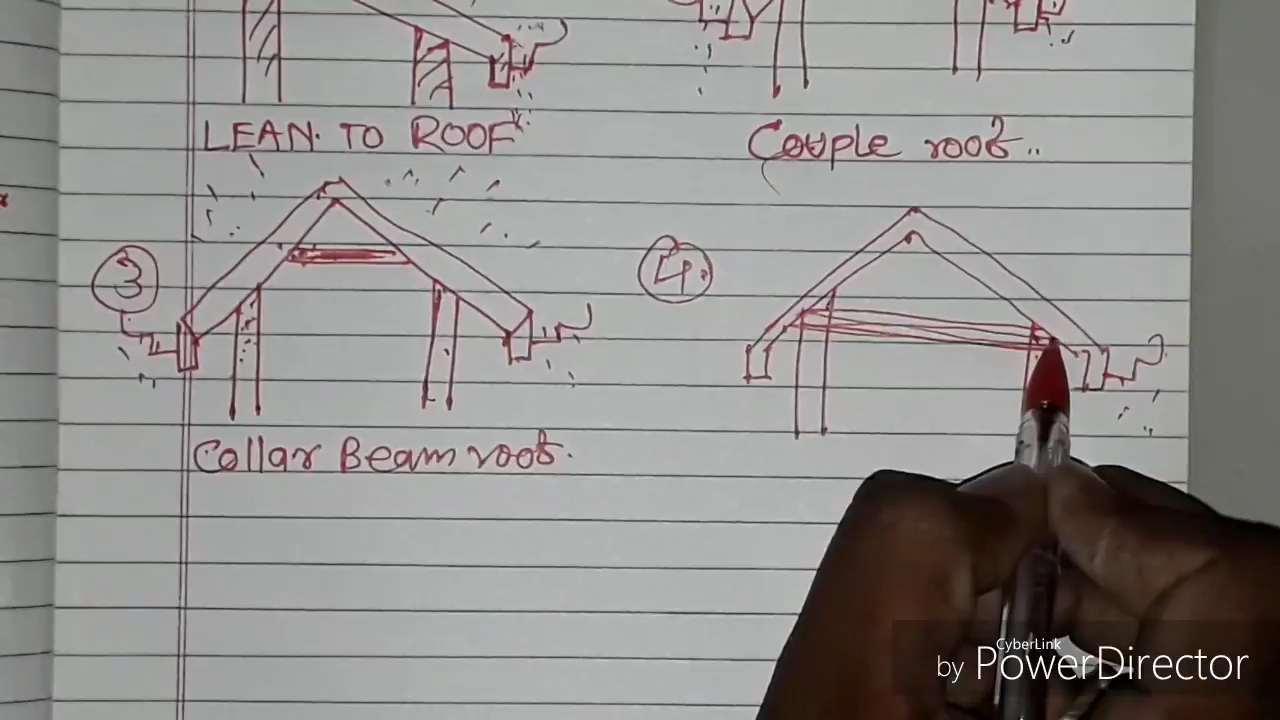 LEAN. TO ROOF
Couple roof..
3
4.
Collar Beam roof.
CyberLink
by PowerDirector